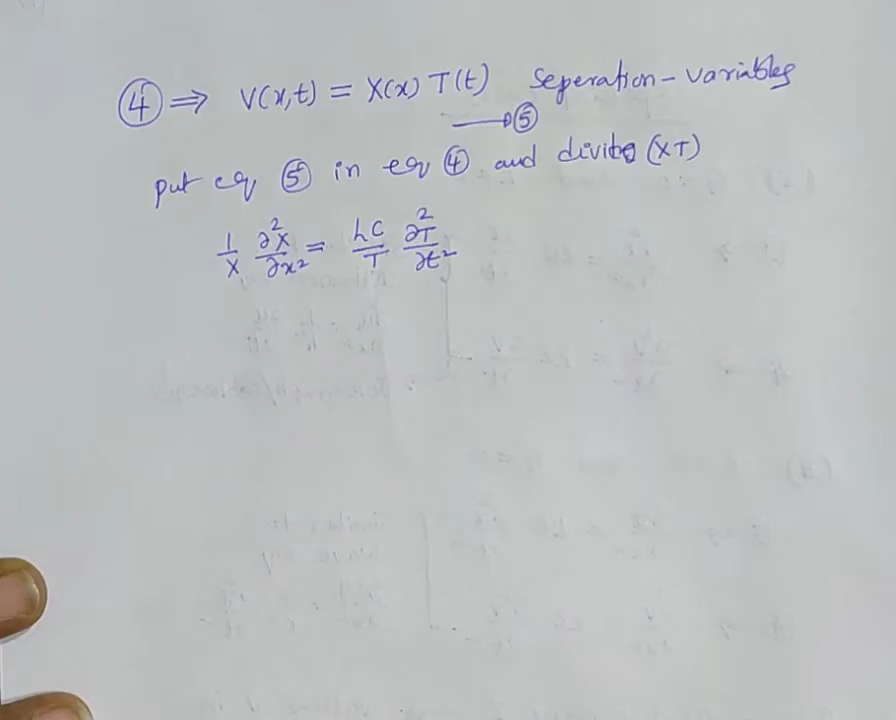 ④ ⇒ V(x,t) = X(x) T(t) Seperation - variables
→ ⑤
put eq ⑤ in eq ④ and divide (XT)
1/X ∂²X/∂x² = LC/T ∂²T/∂t²